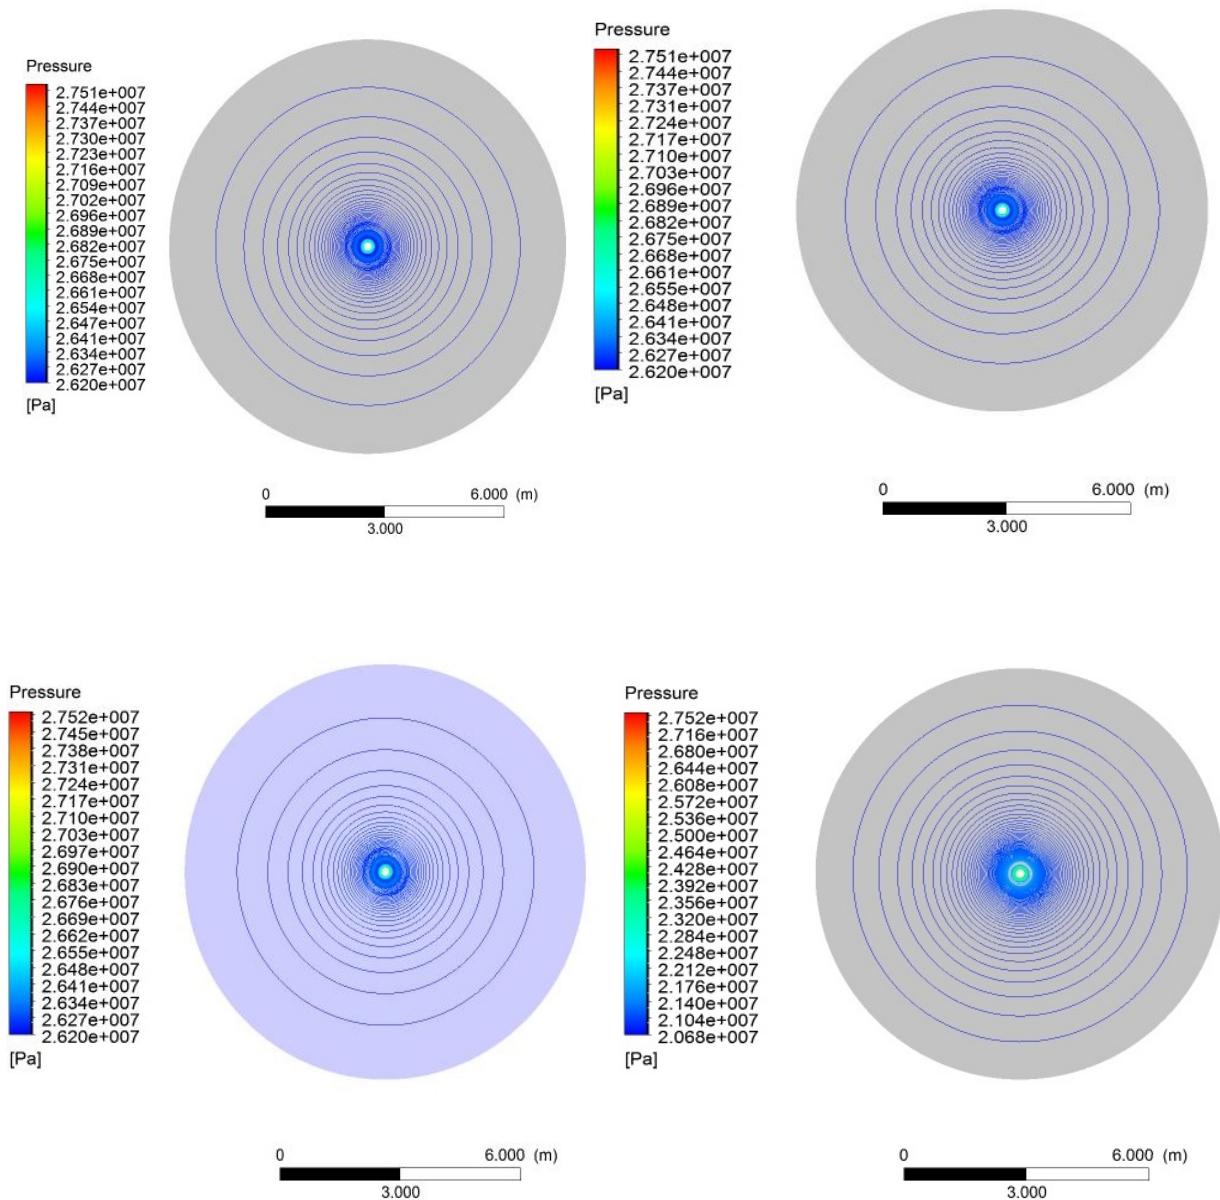 Pressure
2.751e+007
2.744e+007
2.737e+007
2.730e+007
2.723e+007
2.716e+007
2.709e+007
2.702e+007
2.696e+007
2.689e+007
2.682e+007
2.675e+007
2.668e+007
2.661e+007
2.654e+007
2.647e+007
2.641e+007
2.634e+007
2.627e+007
2.620e+007
[Pa]
0 6.000 (m)
3.000
Pressure
2.751e+007
2.744e+007
2.737e+007
2.731e+007
2.724e+007
2.717e+007
2.710e+007
2.703e+007
2.696e+007
2.689e+007
2.682e+007
2.675e+007
2.668e+007
2.661e+007
2.655e+007
2.648e+007
2.641e+007
2.634e+007
2.627e+007
2.620e+007
[Pa]
0 6.000 (m)
3.000
Pressure
2.752e+007
2.745e+007
2.738e+007
2.731e+007
2.724e+007
2.717e+007
2.710e+007
2.703e+007
2.697e+007
2.690e+007
2.683e+007
2.676e+007
2.669e+007
2.662e+007
2.655e+007
2.648e+007
2.641e+007
2.634e+007
2.627e+007
2.620e+007
[Pa]
0 6.000 (m)
3.000
Pressure
2.752e+007
2.716e+007
2.680e+007
2.644e+007
2.608e+007
2.572e+007
2.536e+007
2.500e+007
2.464e+007
2.428e+007
2.392e+007
2.356e+007
2.320e+007
2.284e+007
2.248e+007
2.212e+007
2.176e+007
2.140e+007
2.104e+007
2.068e+007
[Pa]
0 6.000 (m)
3.000